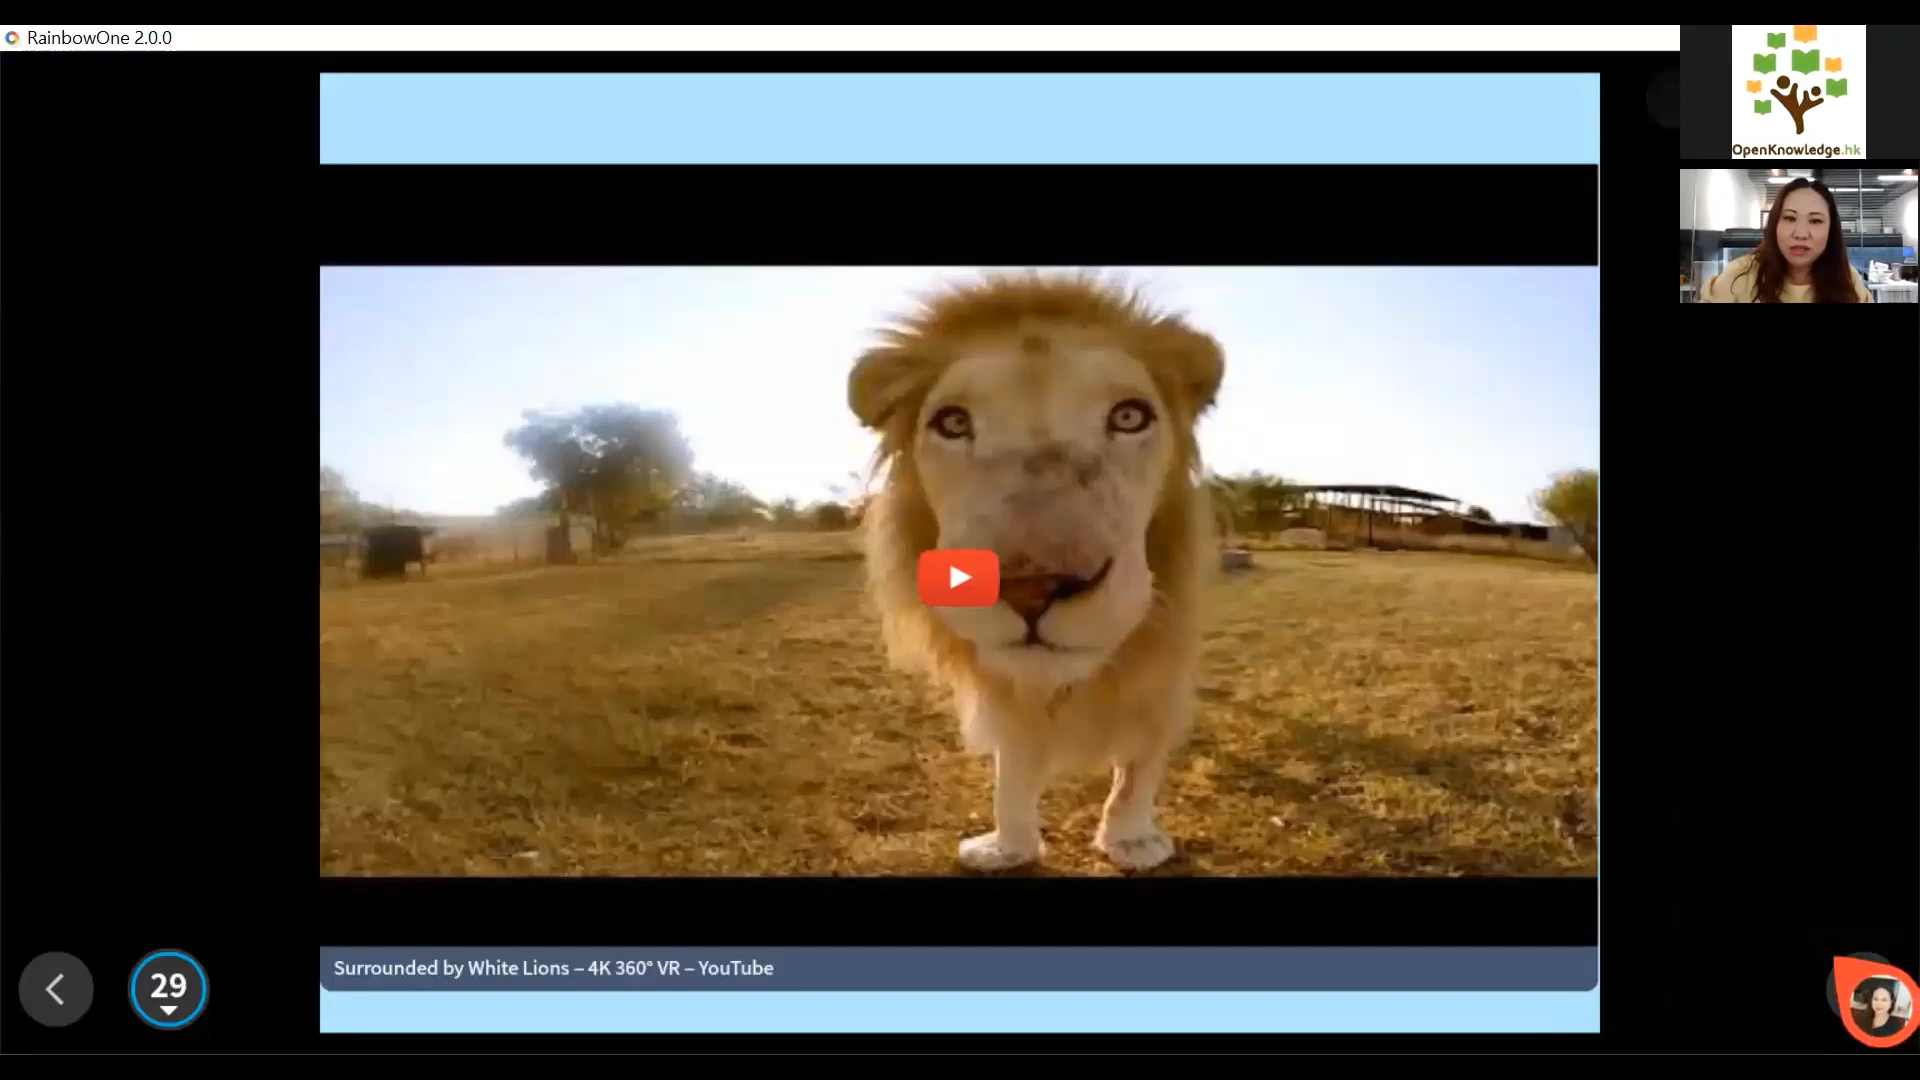 RainbowOne 2.0.0
OpenKnowledge.hk
Surrounded by White Lions – 4K 360° VR – YouTube
29